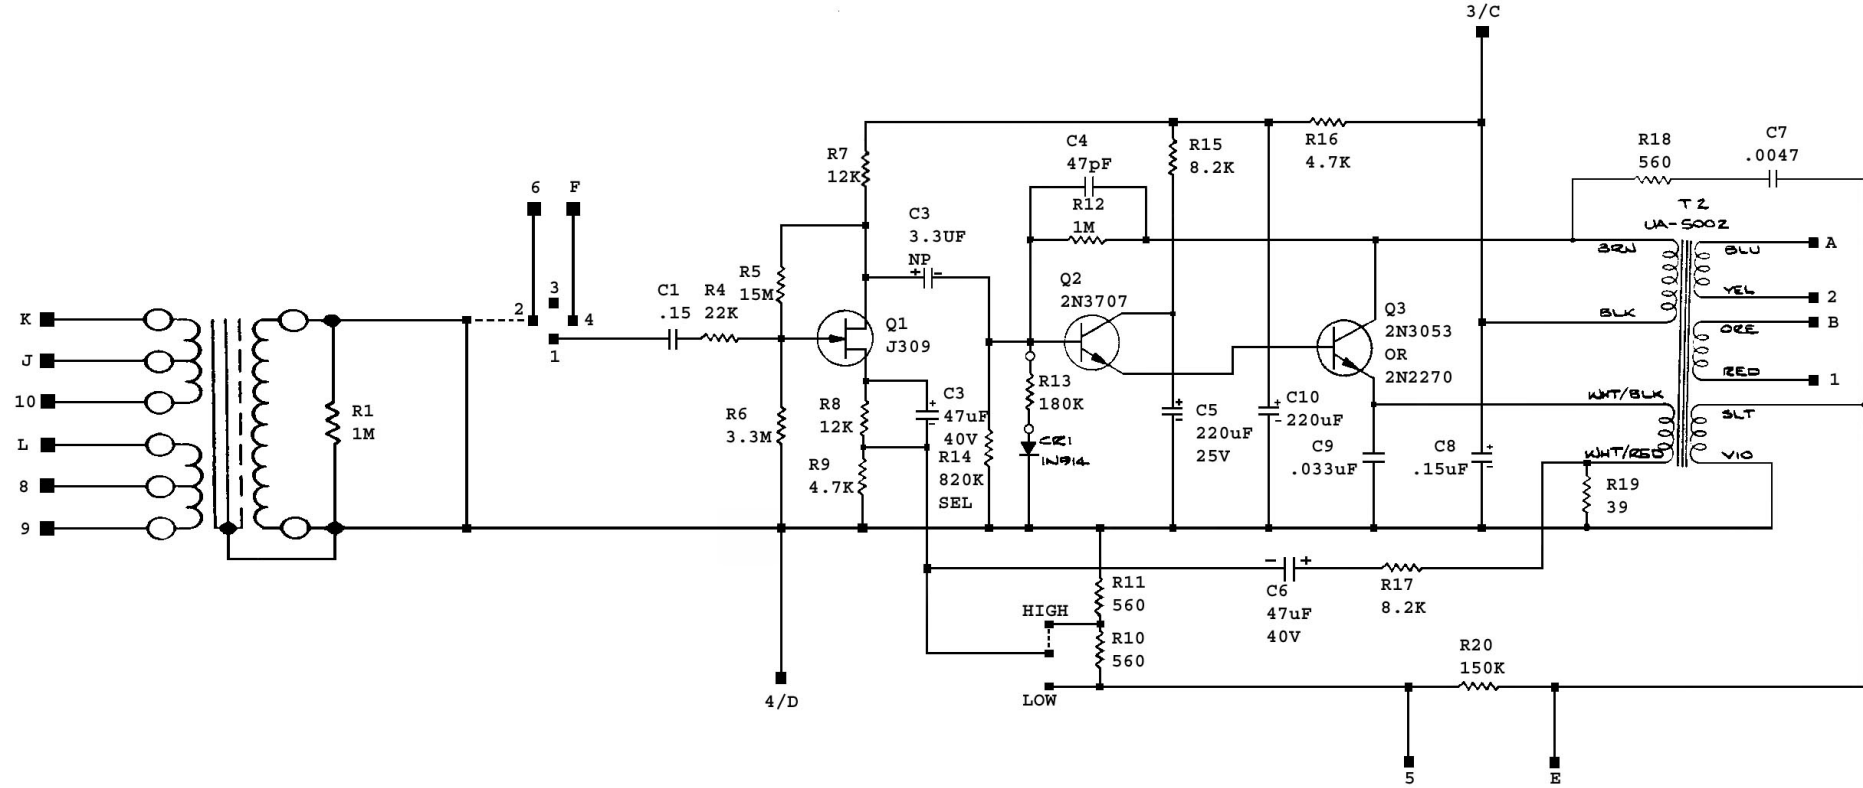 3/C
R7
12K
C4
47pF
R15
8.2K
R16
4.7K
R18
560
C7
.0047
6
F
C3
3.3UF
NP
R12
1M
T2
UA-5002
BRN
BLU
A
R5
15M
Q2
2N3707
YEL
2
3
2
4
1
C1
.15
R4
22K
Q1
J309
Q3
2N3053
OR
2N2270
BLK
ORE
B
RED
1
K
J
10
L
8
9
R1
1M
R6
3.3M
R8
12K
C3
47uF
40V
R9
4.7K
R14
820K
SEL
R13
180K
CR1
IN914
C5
220uF
25V
C10
220uF
C9
.033uF
C8
.15uF
WHT/BLK
SLT
WHT/RED
VIO
R19
39
R11
560
HIGH
R10
560
LOW
C6
47uF
40V
R17
8.2K
R20
150K
4/D
5
E